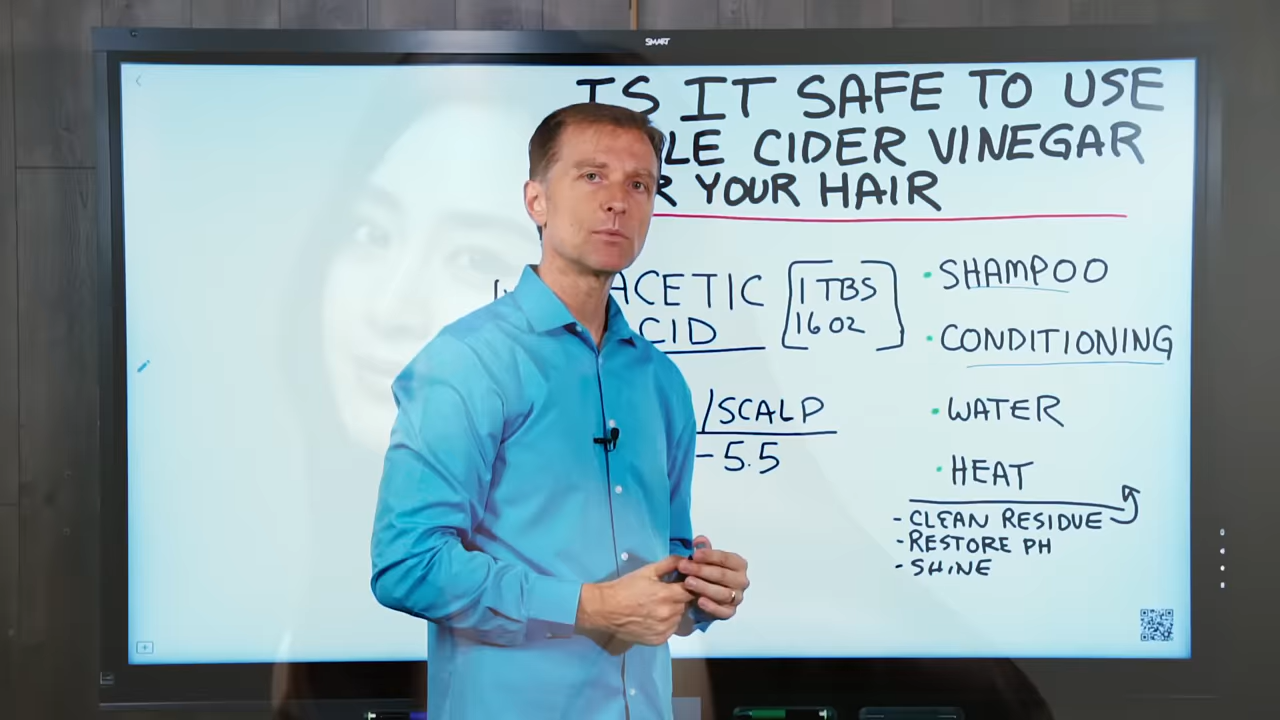 SMART
IS IT SAFE TO USE
LE CIDER VINEGAR
R YOUR HAIR
ACETIC
CID
1 TBS
16 OZ
/SCALP
-5.5
• SHAMPOO
• CONDITIONING
• WATER
• HEAT
- CLEAN RESIDUE
- RESTORE PH
- SHINE